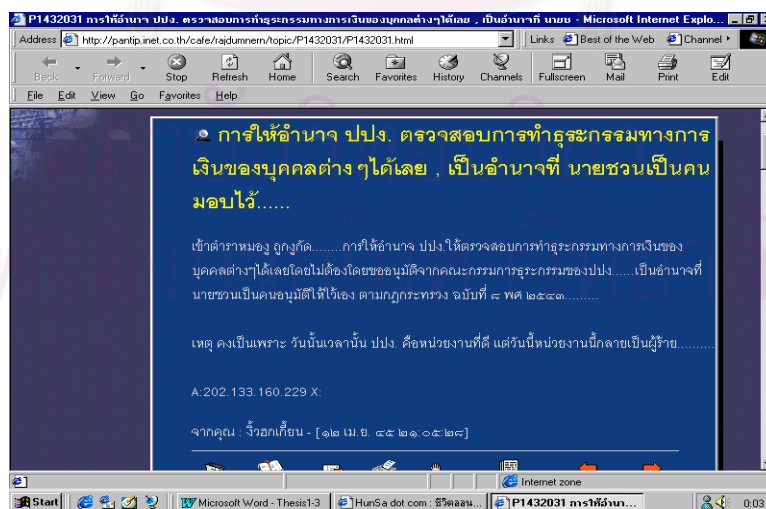 P1432031 การให้อำนาจ ปปง. ตรวจสอบการทำธุรกรรมทางการเงินของบุคคลต่างๆได้เลย , เป็นอำนาจที่ นายช - Microsoft Internet Explo...
Address http://pantip.inet.co.th/cafe/rajdumnern/topic/P1432031/P1432031.html Links Best of the Web Channel
Back Forward Stop Refresh Home Search Favorites History Channels Fullscreen Mail Print Edit
File Edit View Go Favorites Help
การให้อำนาจ ปปง. ตรวจสอบการทำธุระกรรมทางการ
เงินของบุคคลต่าง ๆได้เลย , เป็นอำนาจที่ นายชวนเป็นคน
มอบไว้......
เข้าตำราหมองู ถูกงูกัด........การให้อำนาจ ปปง.ให้ตรวจสอบการทำธุระกรรมทางการเงินของ
บุคคลต่างๆได้เลยโดยไม่ต้องโดยขออนุมัติจากคณะกรรมการธุระกรรมของปปง......เป็นอำนาจที่
นายชวนเป็นคนอนุมัติให้ไว้เอง ตามกฎกระทรวง ฉบับที่ ๘ พศ ๒๕๔๓.........
เหตุ คงเป็นเพราะ วันนั้นเวลานั้น ปปง. คือหน่วยงานที่ดี แต่วันนี้หน่วยงานนี้กลายเป็นผู้ร้าย..........
A:202.133.160.229 X:
จากคุณ : งิ้วฮกเกี้ยน - [๑๒ เม.ย. ๔๕ ๒๑:๐๕:๒๘]
Internet zone
Start Microsoft Word - Thesis1-3 HunSa dot com : ชีวิตออน... P1432031 การให้อำนา... 0:03